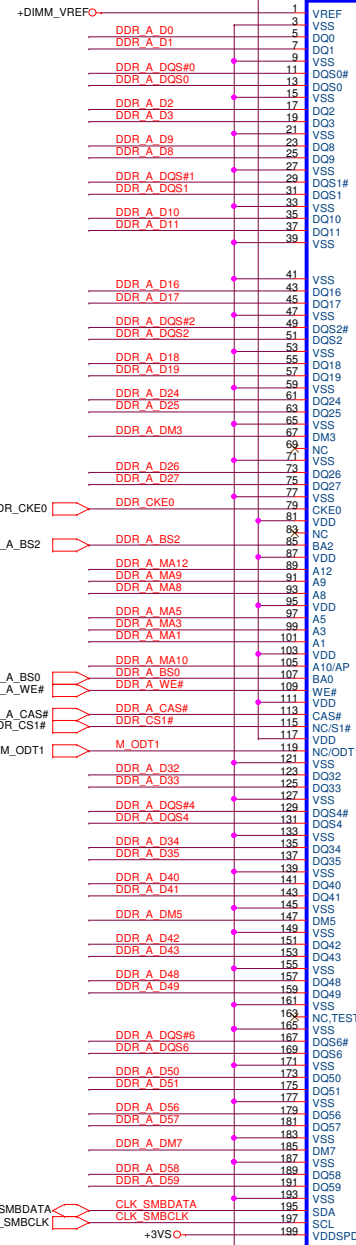 +DIMM_VREF 1 VREF
3 VSS
DDR_A_D0 5 DQ0
DDR_A_D1 7 DQ1
9 VSS
DDR_A_DQS#0 11 DQS0#
DDR_A_DQS0 13 DQS0
15 VSS
DDR_A_D2 17 DQ2
DDR_A_D3 19 DQ3
21 VSS
DDR_A_D9 23 DQ8
DDR_A_D8 25 DQ9
27 VSS
DDR_A_DQS#1 29 DQS1#
DDR_A_DQS1 31 DQS1
33 VSS
DDR_A_D10 35 DQ10
DDR_A_D11 37 DQ11
39 VSS
41 VSS
DDR_A_D16 43 DQ16
DDR_A_D17 45 DQ17
47 VSS
DDR_A_DQS#2 49 DQS2#
DDR_A_DQS2 51 DQS2
53 VSS
DDR_A_D18 55 DQ18
DDR_A_D19 57 DQ19
59 VSS
DDR_A_D24 61 DQ24
DDR_A_D25 63 DQ25
65 VSS
DDR_A_DM3 67 DM3
69 NC
71 VSS
DDR_A_D26 73 DQ26
DDR_A_D27 75 DQ27
77 VSS
DR_CKE0 DDR_CKE0 79 CKE0
81 VDD
83 NC
_A_BS2 DDR_A_BS2 85 BA2
87 VDD
DDR_A_MA12 89 A12
DDR_A_MA9 91 A9
DDR_A_MA8 93 A8
95 VDD
DDR_A_MA5 97 A5
DDR_A_MA3 99 A3
DDR_A_MA1 101 A1
103 VDD
DDR_A_MA10 105 A10/AP
_A_BS0 DDR_A_BS0 107 BA0
_A_WE# DDR_A_WE# 109 WE#
111 VDD
_A_CAS# DDR_A_CAS# 113 CAS#
DR_CS1# DDR_CS1# 115 NC/S1#
117 VDD
M_ODT1 M_ODT1 119 NC/ODT1
121 VSS
DDR_A_D32 123 DQ32
DDR_A_D33 125 DQ33
127 VSS
DDR_A_DQS#4 129 DQS4#
DDR_A_DQS4 131 DQS4
133 VSS
DDR_A_D34 135 DQ34
DDR_A_D35 137 DQ35
139 VSS
DDR_A_D40 141 DQ40
DDR_A_D41 143 DQ41
145 VSS
DDR_A_DM5 147 DM5
149 VSS
DDR_A_D42 151 DQ42
DDR_A_D43 153 DQ43
155 VSS
DDR_A_D48 157 DQ48
DDR_A_D49 159 DQ49
161 VSS
163 NC,TEST
165 VSS
DDR_A_DQS#6 167 DQS6#
DDR_A_DQS6 169 DQS6
171 VSS
DDR_A_D50 173 DQ50
DDR_A_D51 175 DQ51
177 VSS
DDR_A_D56 179 DQ56
DDR_A_D57 181 DQ57
183 VSS
DDR_A_DM7 185 DM7
187 VSS
DDR_A_D58 189 DQ58
DDR_A_D59 191 DQ59
193 VSS
SMBDATA CLK_SMBDATA 195 SDA
_SMBCLK CLK_SMBCLK 197 SCL
+3VS 199 VDDSPD